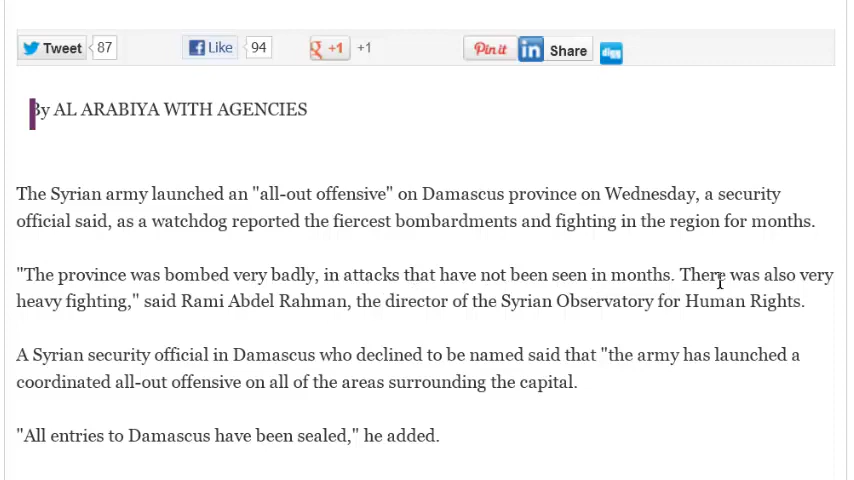 Tweet 87 Like 94 +1 +1 Pin it in Share digg
By AL ARABIYA WITH AGENCIES
The Syrian army launched an "all-out offensive" on Damascus province on Wednesday, a security
official said, as a watchdog reported the fiercest bombardments and fighting in the region for months.
"The province was bombed very badly, in attacks that have not been seen in months. There was also very
heavy fighting," said Rami Abdel Rahman, the director of the Syrian Observatory for Human Rights.
A Syrian security official in Damascus who declined to be named said that "the army has launched a
coordinated all-out offensive on all of the areas surrounding the capital.
"All entries to Damascus have been sealed," he added.